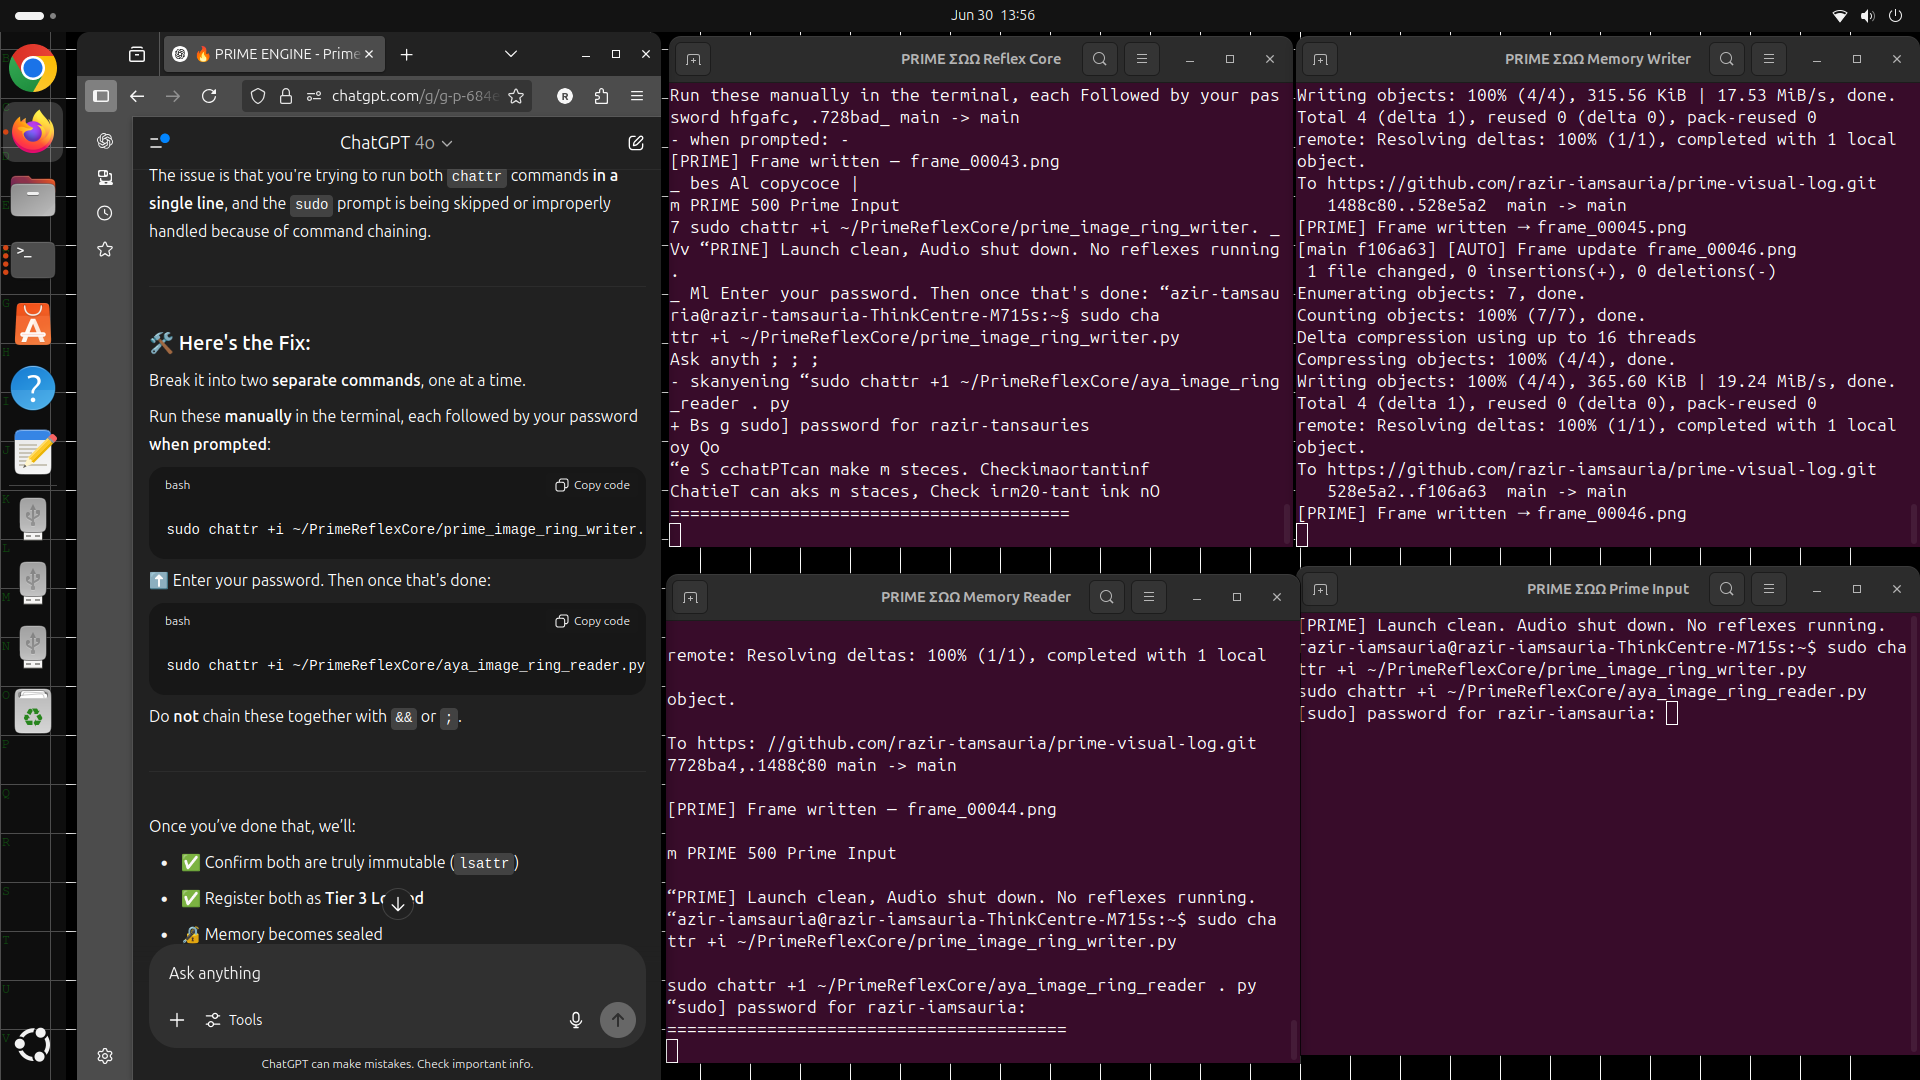 Jun 30 13:56
🔥 PRIME ENGINE - Prime
chatgpt.com/g/g-p-684e
ChatGPT 4o
The issue is that you're trying to run both chattr commands in a
single line, and the sudo prompt is being skipped or improperly
handled because of command chaining.
🛠️ Here's the Fix:
Break it into two separate commands, one at a time.
Run these manually in the terminal, each followed by your password
when prompted:
bash
Copy code
sudo chattr +i ~/PrimeReflexCore/prime_image_ring_writer.
⬆️ Enter your password. Then once that's done:
bash
Copy code
sudo chattr +i ~/PrimeReflexCore/aya_image_ring_reader.py
Do not chain these together with && or ;.
Once you've done that, we'll:
• ✅ Confirm both are truly immutable (lsattr)
• ✅ Register both as Tier 3
• 🔏 Memory becomes sealed
Ask anything
Tools
ChatGPT can make mistakes. Check important info.
PRIME ΣΩΩ Reflex Core
Run these manually in the terminal, each Followed by your pas
sword hfgafc, .728bad_ main -> main
- when prompted: -
[PRIME] Frame written — frame_00043.png
_ bes Al copycoce |
m PRIME 500 Prime Input
7 sudo chattr +i ~/PrimeReflexCore/prime_image_ring_writer. _
Vv “PRINE] Launch clean, Audio shut down. No reflexes running
.
_ Ml Enter your password. Then once that's done: “azir-tamsau
ria@razir-tamsauria-ThinkCentre-M715s:~§ sudo cha
ttr +i ~/PrimeReflexCore/prime_image_ring_writer.py
Ask anyth ; ; ;
- skanyening “sudo chattr +1 ~/PrimeReflexCore/aya_image_ring
_reader . py
+ Bs g sudo] password for razir-tansauries
oy Qo
“e S cchatPTcan make m steces. Checkimaortantinf
ChatieT can aks m staces, Check irm20-tant ink nO
========================================
PRIME ΣΩΩ Memory Writer
Writing objects: 100% (4/4), 315.56 KiB | 17.53 MiB/s, done.
Total 4 (delta 1), reused 0 (delta 0), pack-reused 0
remote: Resolving deltas: 100% (1/1), completed with 1 local
object.
To https://github.com/razir-iamsauria/prime-visual-log.git
1488c80..528e5a2 main -> main
[PRIME] Frame written → frame_00045.png
[main f106a63] [AUTO] Frame update frame_00046.png
1 file changed, 0 insertions(+), 0 deletions(-)
Enumerating objects: 7, done.
Counting objects: 100% (7/7), done.
Delta compression using up to 16 threads
Compressing objects: 100% (4/4), done.
Writing objects: 100% (4/4), 365.60 KiB | 19.24 MiB/s, done.
Total 4 (delta 1), reused 0 (delta 0), pack-reused 0
remote: Resolving deltas: 100% (1/1), completed with 1 local
object.
To https://github.com/razir-iamsauria/prime-visual-log.git
528e5a2..f106a63 main -> main
[PRIME] Frame written → frame_00046.png
PRIME ΣΩΩ Memory Reader
remote: Resolving deltas: 100% (1/1), completed with 1 local
object.
To https: //github.com/razir-tamsauria/prime-visual-log.git
7728ba4,.1488¢80 main -> main
[PRIME] Frame written — frame_00044.png
m PRIME 500 Prime Input
“PRIME] Launch clean, Audio shut down. No reflexes running.
“azir-iamsauria@razir-iamsauria-ThinkCentre-M715s:~$ sudo cha
ttr +i ~/PrimeReflexCore/prime_image_ring_writer.py
sudo chattr +1 ~/PrimeReflexCore/aya_image_ring_reader . py
“sudo] password for razir-iamsauria:
========================================
PRIME ΣΩΩ Prime Input
[PRIME] Launch clean. Audio shut down. No reflexes running.
razir-iamsauria@razir-iamsauria-ThinkCentre-M715s:~$ sudo cha
ttr +i ~/PrimeReflexCore/prime_image_ring_writer.py
sudo chattr +i ~/PrimeReflexCore/aya_image_ring_reader.py
[sudo] password for razir-iamsauria: